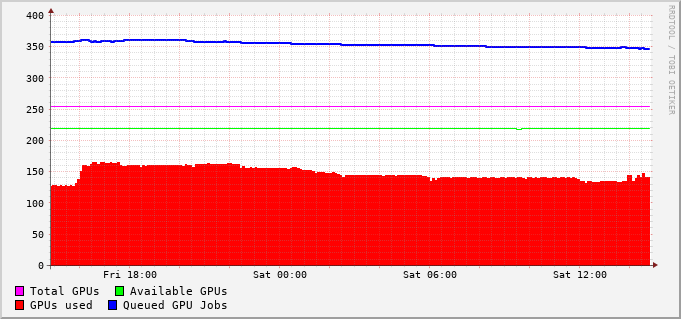 400
350
300
250
200
150
100
50
0
Fri 18:00 Sat 00:00 Sat 06:00 Sat 12:00
Total GPUs Available GPUs
GPUs used Queued GPU Jobs
RRDTOOL / TOBI OETIKER